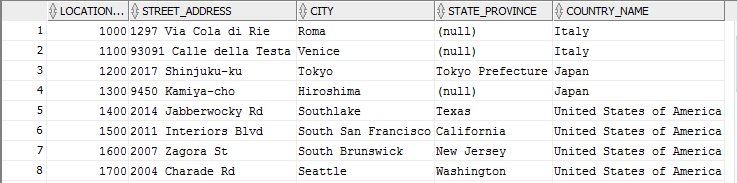 LOCATION... STREET_ADDRESS CITY STATE_PROVINCE COUNTRY_NAME
1 1000 1297 Via Cola di Rie Roma (null) Italy
2 1100 93091 Calle della Testa Venice (null) Italy
3 1200 2017 Shinjuku-ku Tokyo Tokyo Prefecture Japan
4 1300 9450 Kamiya-cho Hiroshima (null) Japan
5 1400 2014 Jabberwocky Rd Southlake Texas United States of America
6 1500 2011 Interiors Blvd South San Francisco California United States of America
7 1600 2007 Zagora St South Brunswick New Jersey United States of America
8 1700 2004 Charade Rd Seattle Washington United States of America